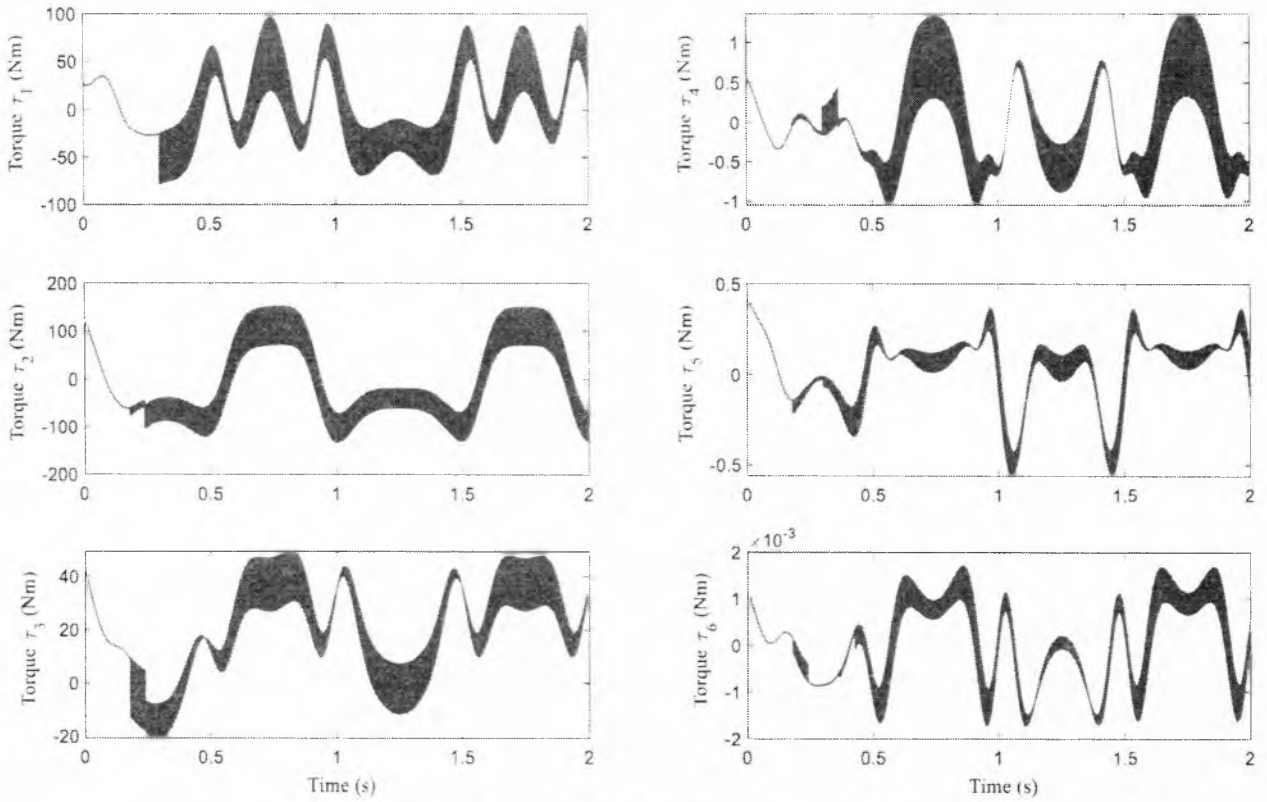 100
50
0
-50
-100
Torque τ1 (Nm)
0 0.5 1 1.5 2
1
0.5
0
-0.5
-1
Torque τ4 (Nm)
0 0.5 1 1.5 2
Time (s)
200
100
0
-100
-200
Torque τ2 (Nm)
0 0.5 1 1.5 2
0.5
0
-0.5
Torque τ5 (Nm)
0 0.5 1 1.5 2
40
20
0
-20
Torque τ3 (Nm)
0 0.5 1 1.5 2
Time (s)
×10-3
2
1
0
-1
-2
Torque τ6 (Nm)
0 0.5 1 1.5 2
Time (s)